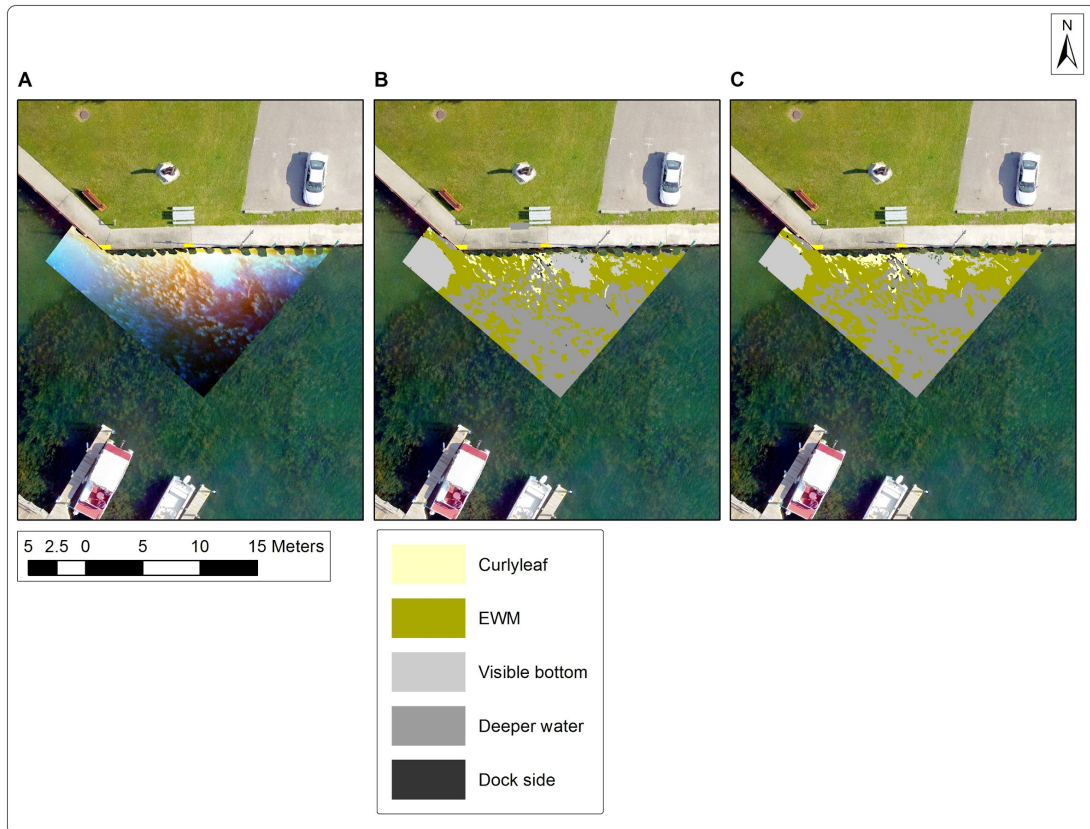 N
A
B
C
5 2.5 0 5 10 15 Meters
Curlyleaf
EWM
Visible bottom
Deeper water
Dock side